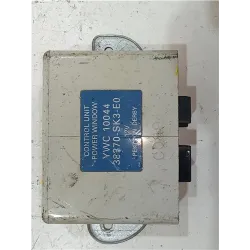 CONTROL UNIT
-POWER WINDOW
YWC 10044
38370-SK3-E0